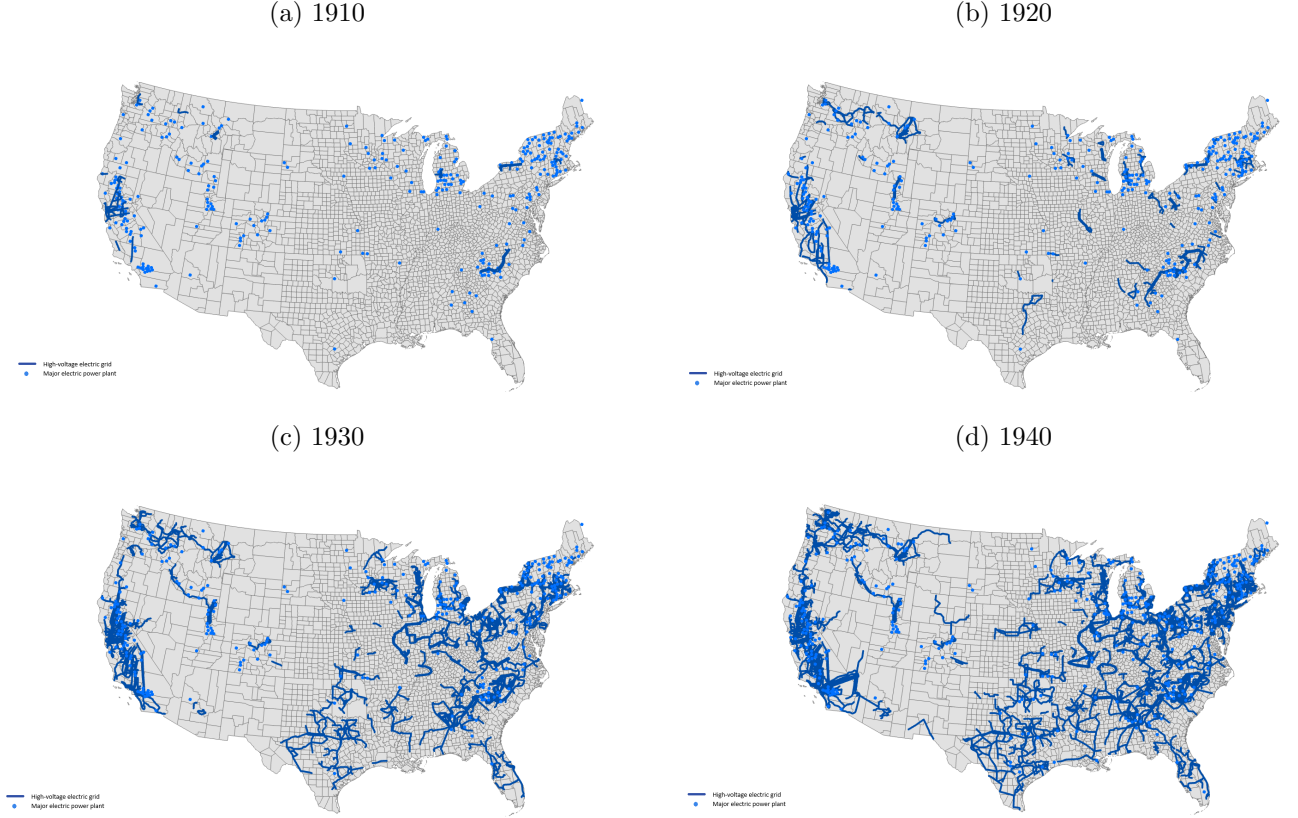 (a) 1910
(b) 1920
High-voltage electric grid
Major electric power plant
High-voltage electric grid
Major electric power plant
(c) 1930
(d) 1940
High-voltage electric grid
Major electric power plant
High-voltage electric grid
Major electric power plant